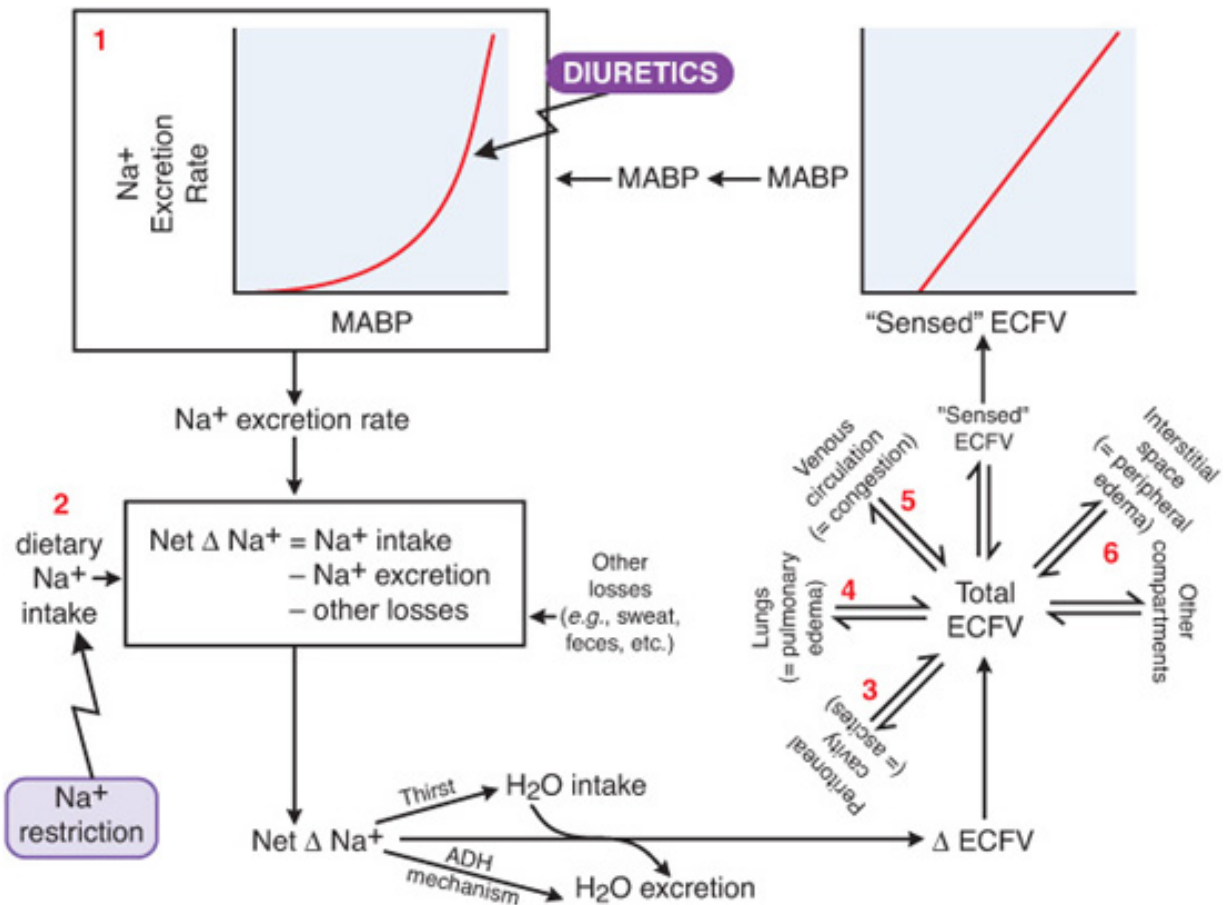 1
Na+
Excretion
Rate
MABP
DIURETICS
MABP
MABP
"Sensed" ECFV
Na+ excretion rate
2
dietary
Na+
intake
Net Δ Na+ = Na+ intake
– Na+ excretion
– other losses
Other
losses
(e.g., sweat,
feces, etc.)
Na+
restriction
Net Δ Na+
Thirst
H2O intake
ADH
mechanism
H2O excretion
Δ ECFV
Total
ECFV
"Sensed"
ECFV
Venous
circulation
(= congestion)
5
Interstitial
space
(= peripheral
edema)
6
Other
compartments
Lungs
(= pulmonary
edema)
4
3
Peritoneal
cavity
(= ascites)